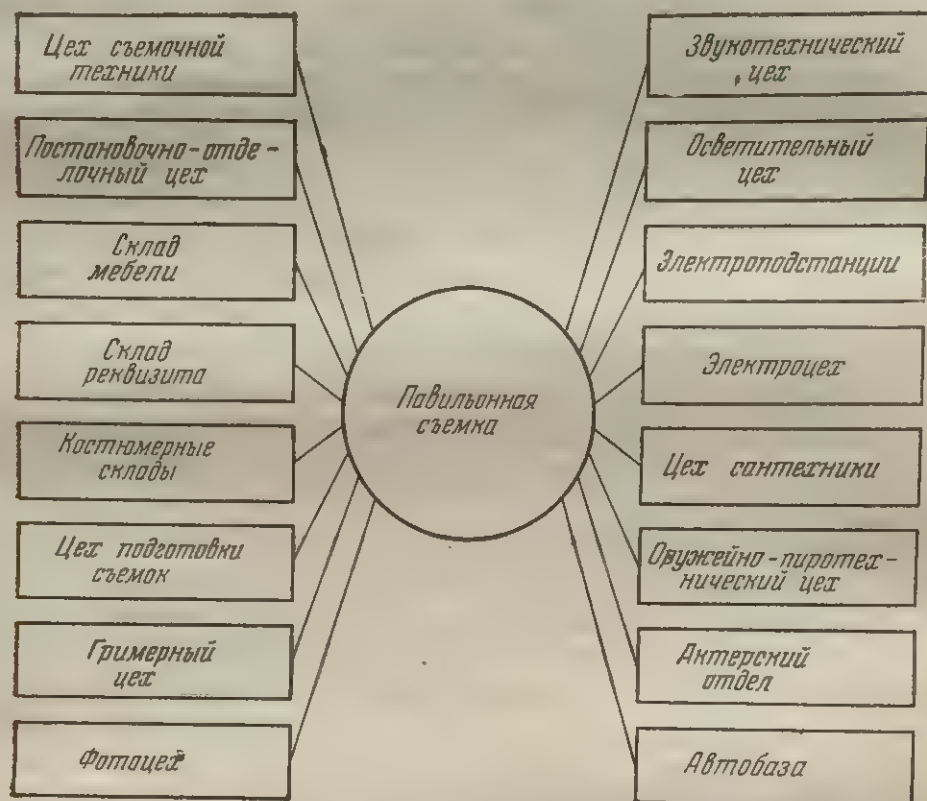 Цех съемочной
техники
Постановочно-отде-
лочный цех
Склад
мебели
Склад
реквизита
Костюмерные
склады
Цех подготовки
съемок
Гримерный
цех
Фотоцех
Павильонная
съемка
Звукотехнический
цех
Осветительный
цех
Электроподстанции
Электроцех
Цех сантехники
Оружейно-пиротех-
нический цех
Актерский
отдел
Автобаза